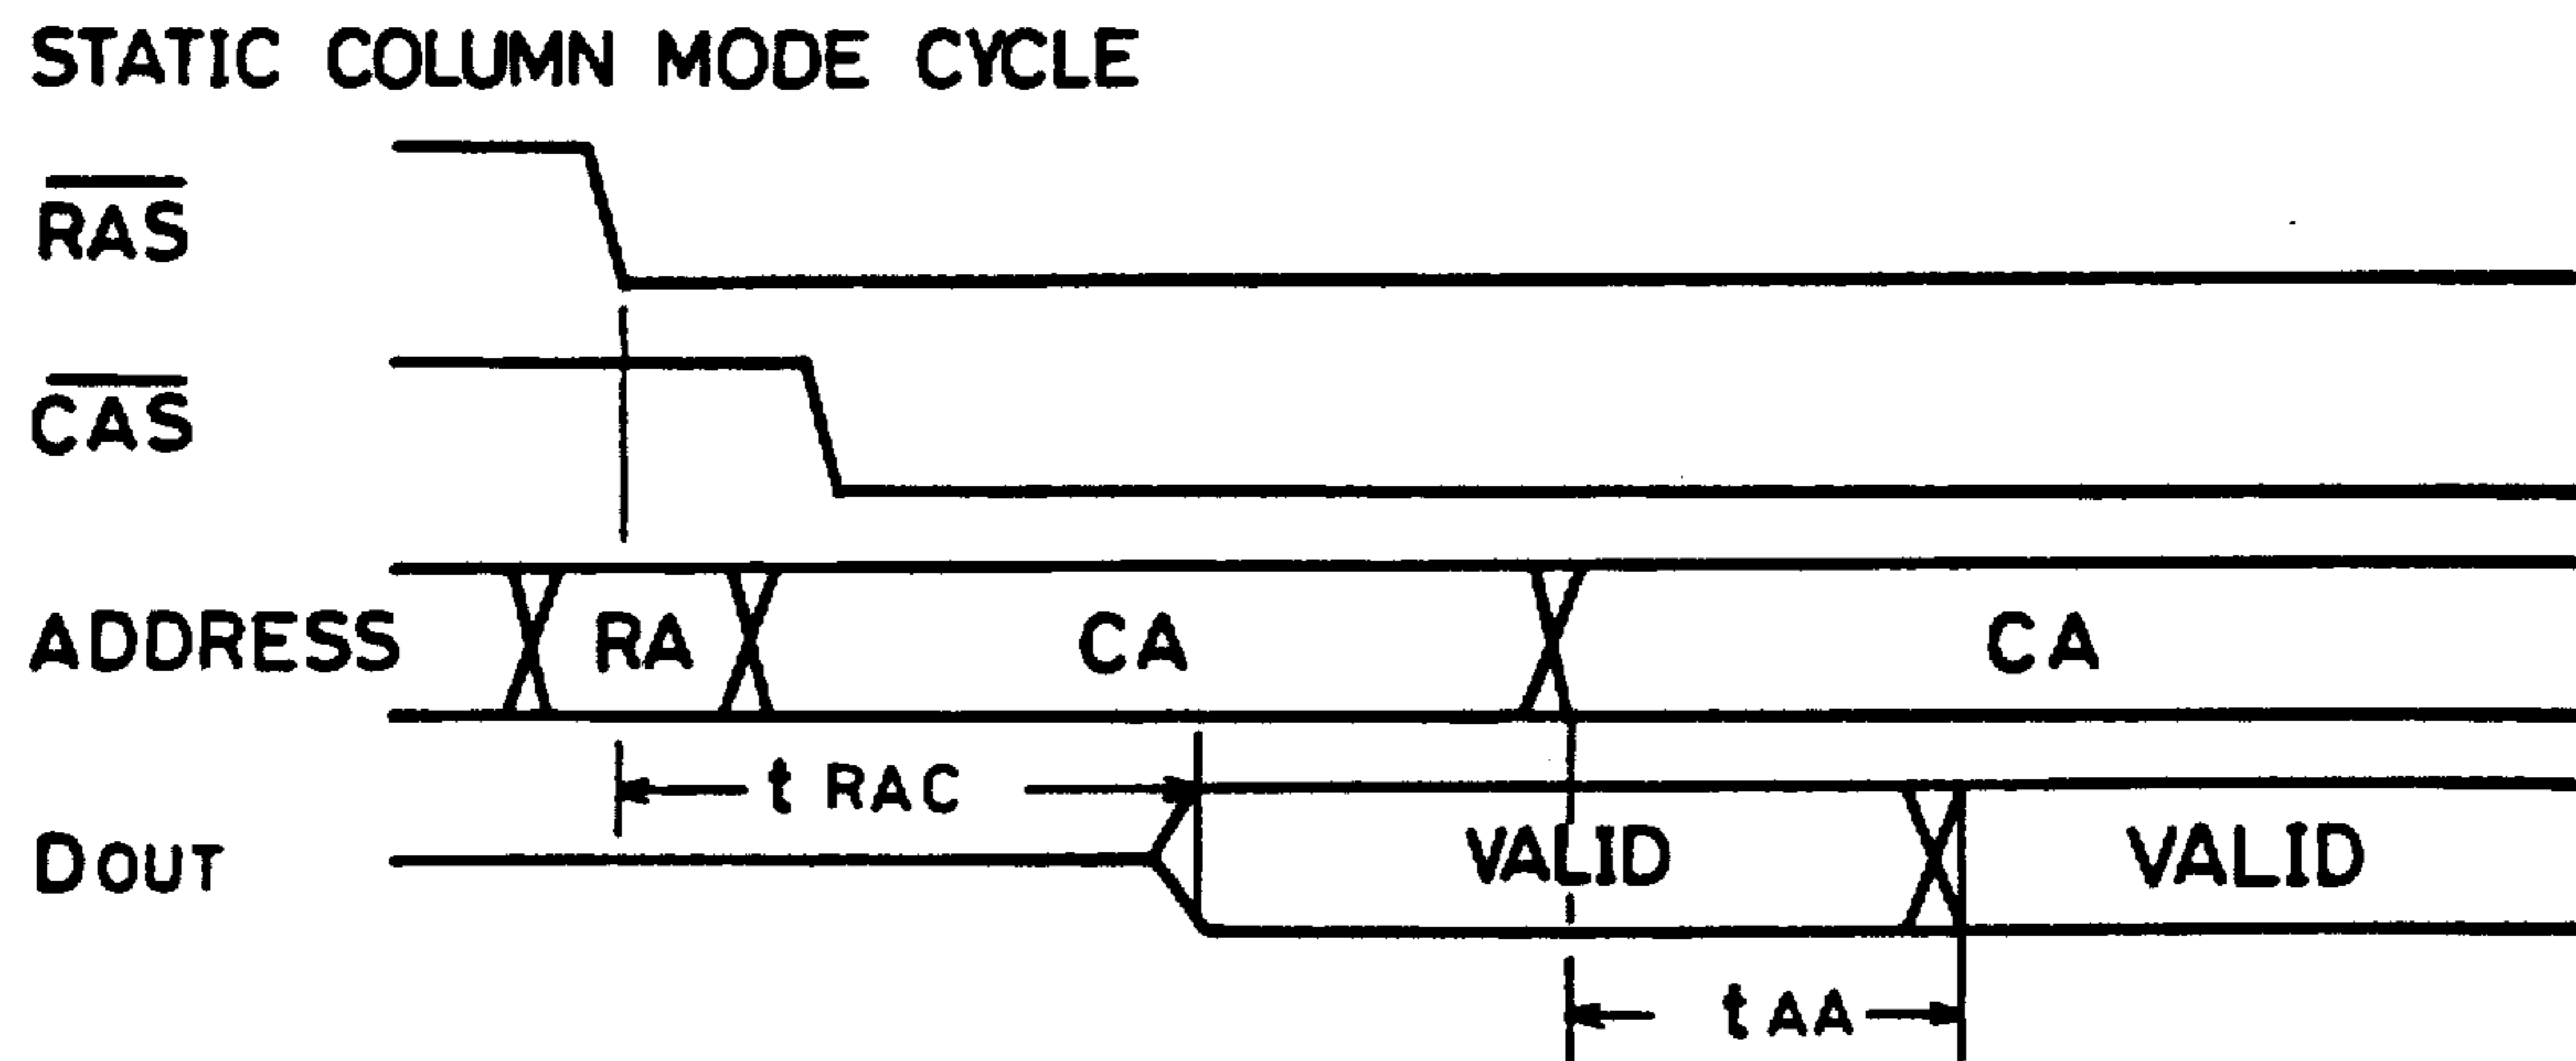 STATIC COLUMN MODE CYCLE
RAS
CAS
ADDRESS RA CA CA
t RAC
DOUT VALID VALID
t AA